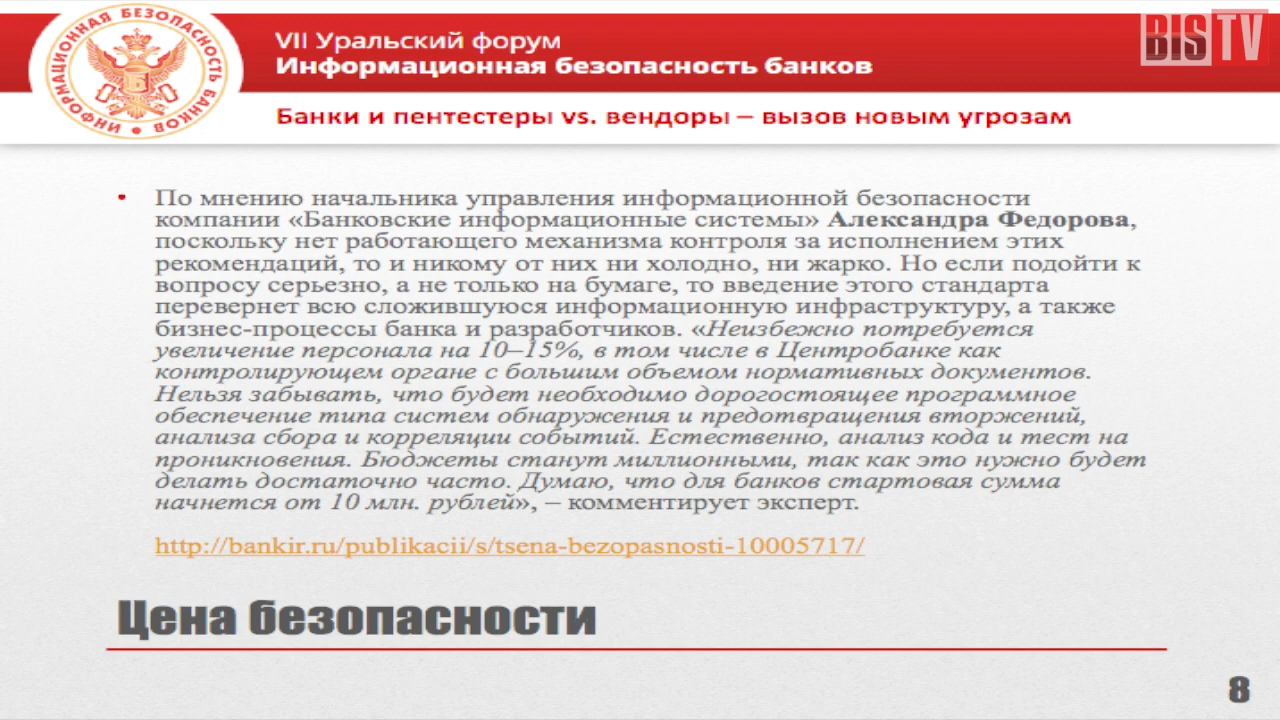 ИНФОРМАЦИОННАЯ БЕЗОПАСНОСТЬ БАНКОВ
Б
VII Уральский форум
Информационная безопасность банков
BISTV
Банки и пентестеры vs. вендоры – вызов новым угрозам
• По мнению начальника управления информационной безопасности
компании «Банковские информационные системы» Александра Федорова,
поскольку нет работающего механизма контроля за исполнением этих
рекомендаций, то и никому от них ни холодно, ни жарко. Но если подойти к
вопросу серьезно, а не только на бумаге, то введение этого стандарта
перевернет всю сложившуюся информационную инфраструктуру, а также
бизнес-процессы банка и разработчиков. «Неизбежно потребуется
увеличение персонала на 10–15%, в том числе в Центробанке как
контролирующем органе с большим объемом нормативных документов.
Нельзя забывать, что будет необходимо дорогостоящее программное
обеспечение типа систем обнаружения и предотвращения вторжений,
анализа сбора и корреляции событий. Естественно, анализ кода и тест на
проникновения. Бюджеты станут миллионными, так как это нужно будет
делать достаточно часто. Думаю, что для банков стартовая сумма
начнется от 10 млн. рублей», – комментирует эксперт.
http://bankir.ru/publikacii/s/tsena-bezopasnosti-10005717/
Цена безопасности
8